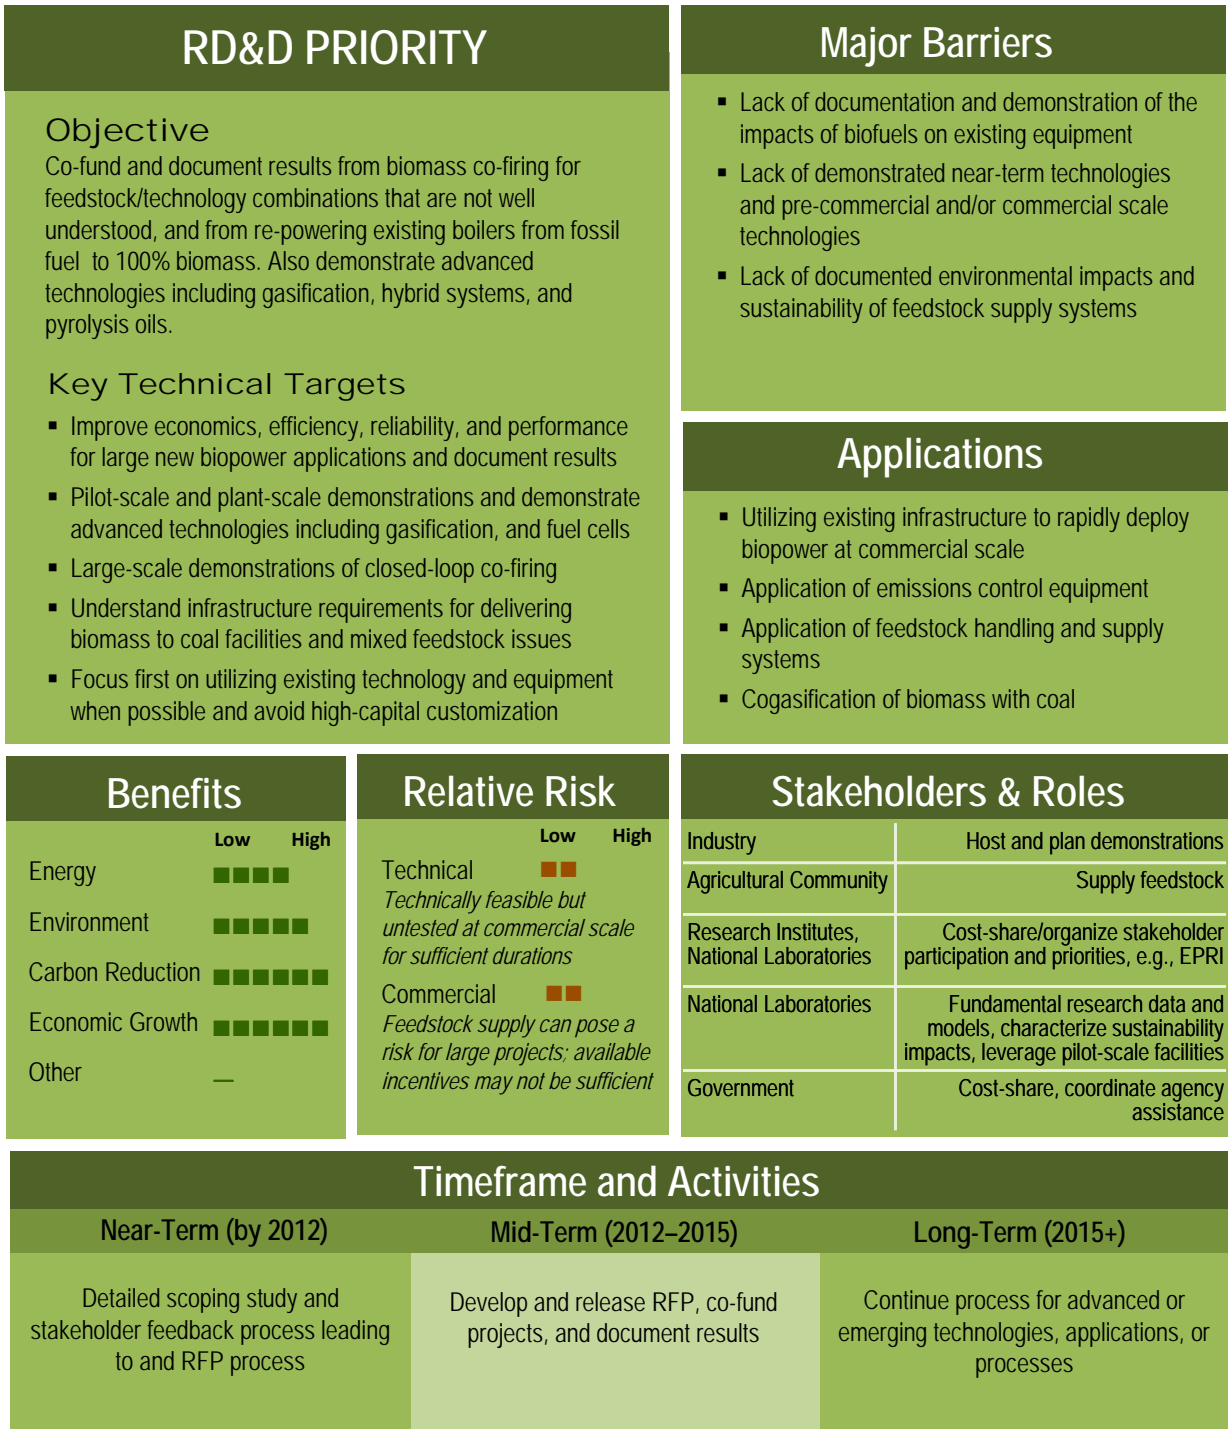 RD&D PRIORITY
Objective
Co-fund and document results from biomass co-firing for
feedstock/technology combinations that are not well
understood, and from re-powering existing boilers from fossil
fuel to 100% biomass. Also demonstrate advanced
technologies including gasification, hybrid systems, and
pyrolysis oils.
Key Technical Targets
▪ Improve economics, efficiency, reliability, and performance
for large new biopower applications and document results
▪ Pilot-scale and plant-scale demonstrations and demonstrate
advanced technologies including gasification, and fuel cells
▪ Large-scale demonstrations of closed-loop co-firing
▪ Understand infrastructure requirements for delivering
biomass to coal facilities and mixed feedstock issues
▪ Focus first on utilizing existing technology and equipment
when possible and avoid high-capital customization
Major Barriers
▪ Lack of documentation and demonstration of the
impacts of biofuels on existing equipment
▪ Lack of demonstrated near-term technologies
and pre-commercial and/or commercial scale
technologies
▪ Lack of documented environmental impacts and
sustainability of feedstock supply systems
Applications
▪ Utilizing existing infrastructure to rapidly deploy
biopower at commercial scale
▪ Application of emissions control equipment
▪ Application of feedstock handling and supply
systems
▪ Cogasification of biomass with coal
Benefits
Low High
Energy ■■■■
Environment ■■■■■
Carbon Reduction ■■■■■■
Economic Growth ■■■■■■
Other —
Relative Risk
Low High
Technical ■■
Technically feasible but
untested at commercial scale
for sufficient durations
Commercial ■■
Feedstock supply can pose a
risk for large projects; available
incentives may not be sufficient
Stakeholders & Roles
Industry Host and plan demonstrations
Agricultural Community Supply feedstock
Research Institutes, Cost-share/organize stakeholder
National Laboratories participation and priorities, e.g., EPRI
National Laboratories Fundamental research data and
models, characterize sustainability
impacts, leverage pilot-scale facilities
Government Cost-share, coordinate agency
assistance
Timeframe and Activities
Near-Term (by 2012) Mid-Term (2012–2015) Long-Term (2015+)
Detailed scoping study and
stakeholder feedback process leading
to and RFP process
Develop and release RFP, co-fund
projects, and document results
Continue process for advanced or
emerging technologies, applications, or
processes